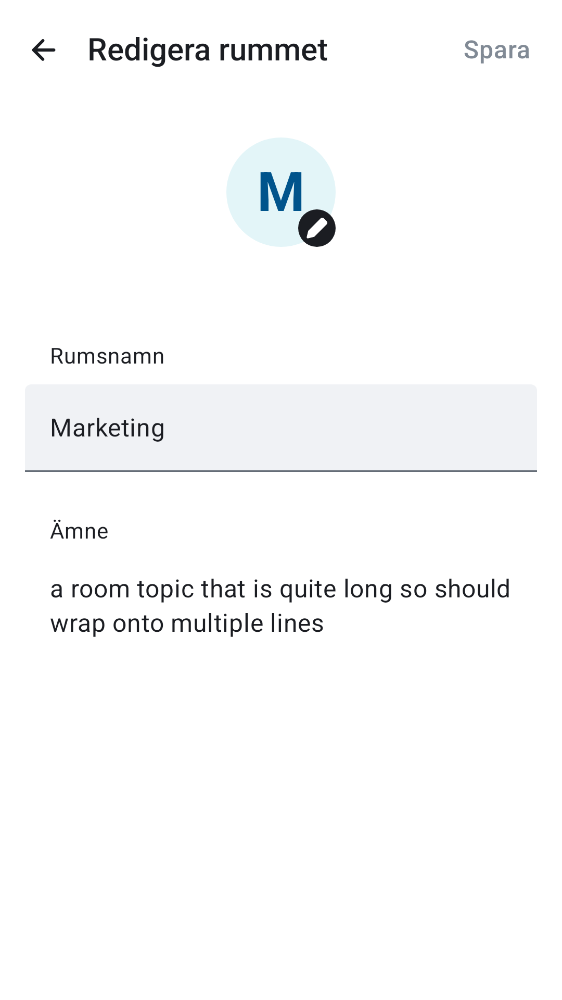 Redigera rummet
Spara
M
Rumsnamn
Marketing
Ämne
a room topic that is quite long so should
wrap onto multiple lines